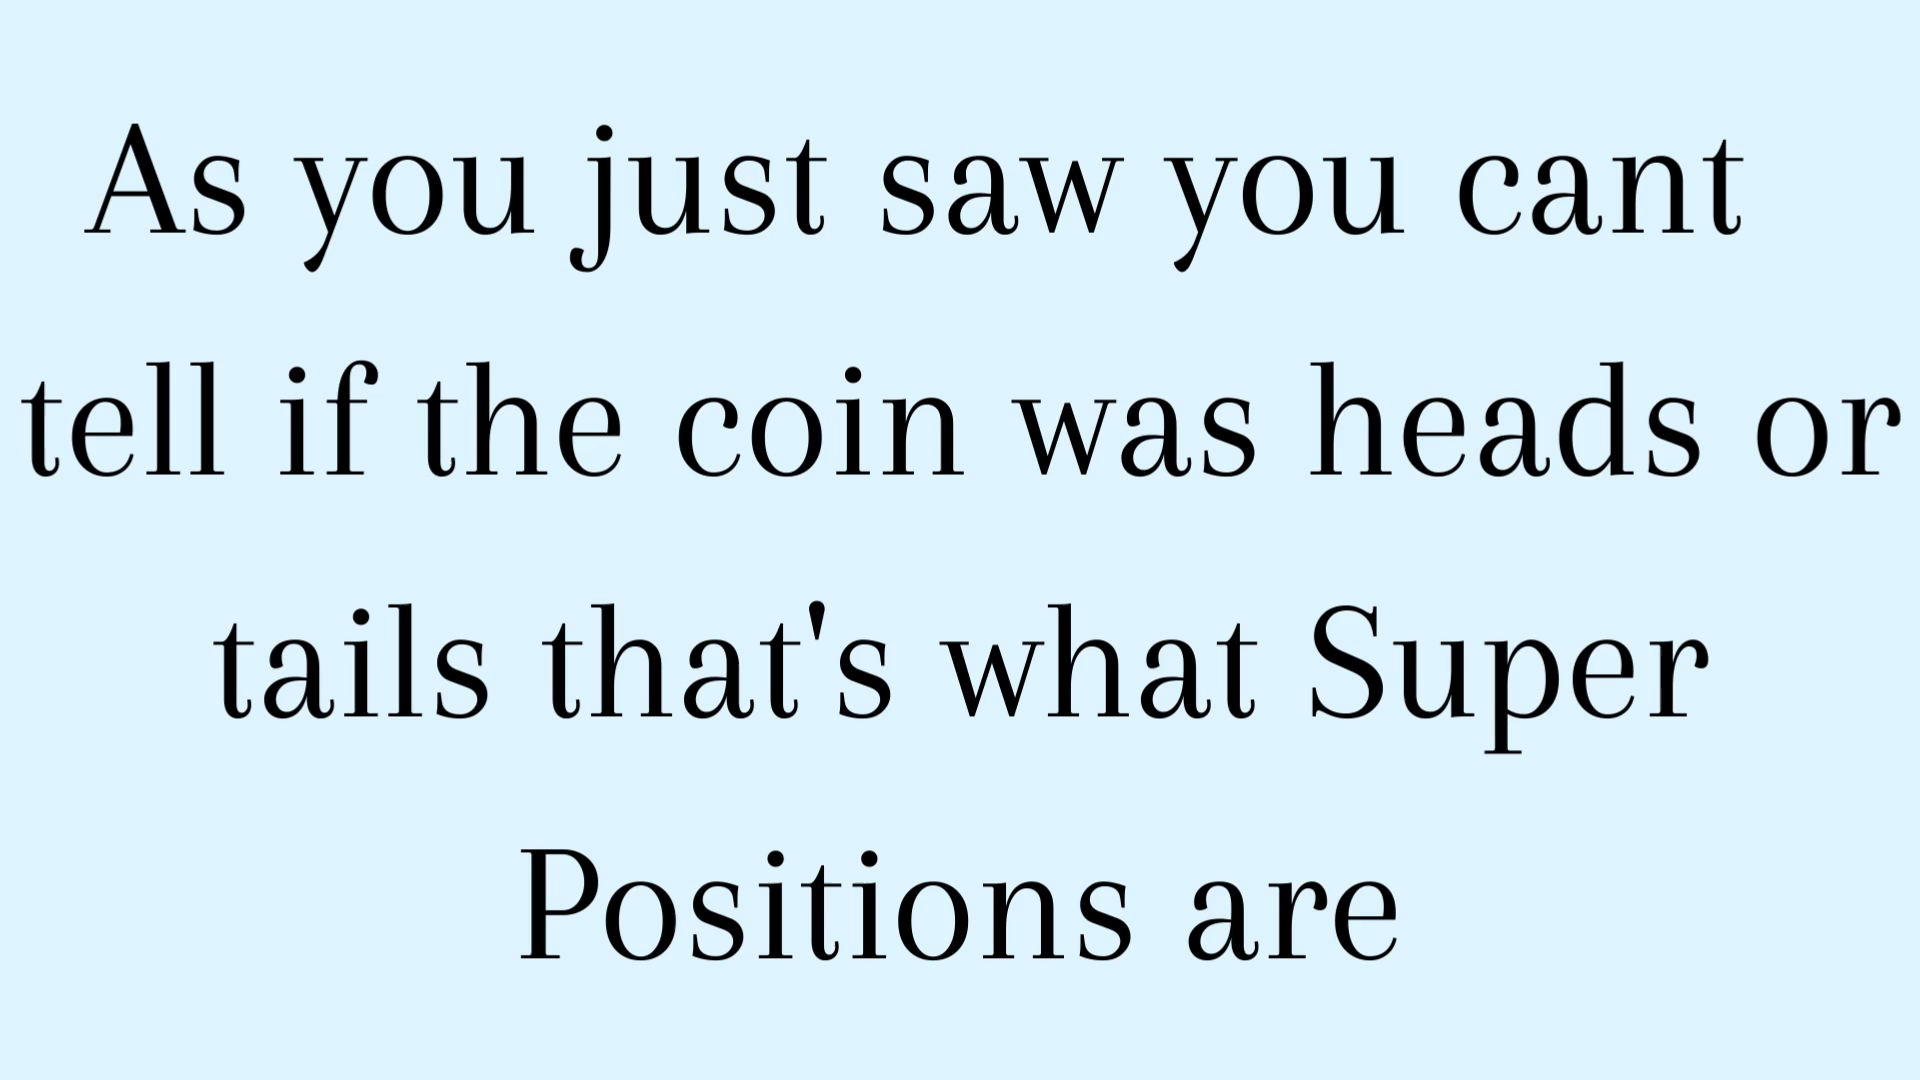 As you just saw you cant
tell if the coin was heads or
tails that's what Super
Positions are